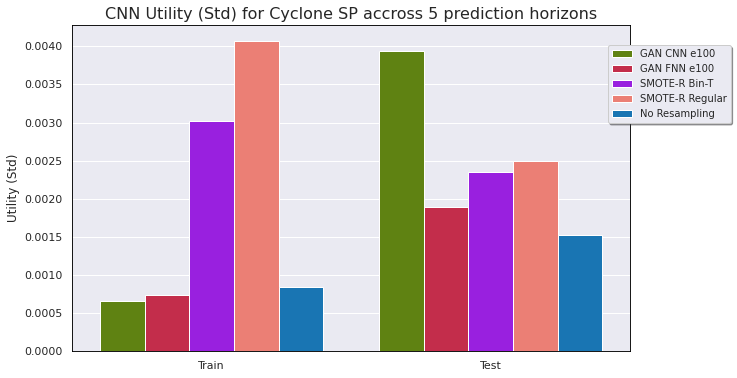 CNN Utility (Std) for Cyclone SP accross 5 prediction horizons
GAN CNN e100
GAN FNN e100
SMOTE-R Bin-T
SMOTE-R Regular
No Resampling
Utility (Std)
0.0040
0.0035
0.0030
0.0025
0.0020
0.0015
0.0010
0.0005
0.0000
Train
Test